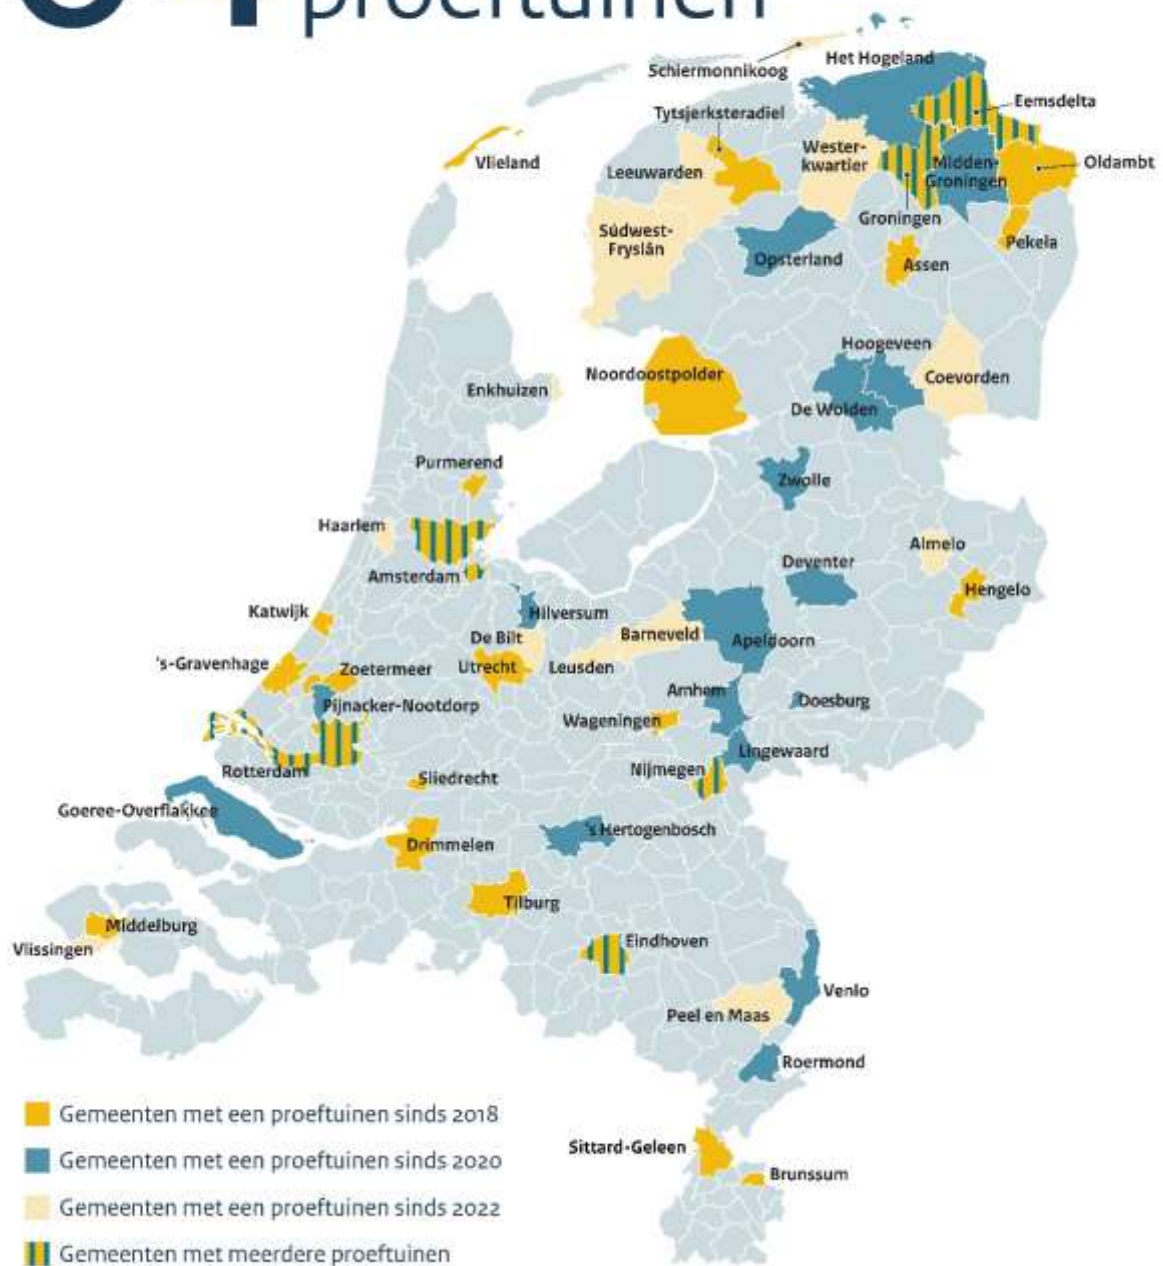 64 proeftuinen
Schiermonnikoog
Het Hogeland
Eemsdelta
Tytsjerksteradiel
Vlieland
Leeuwarden
Wester-
kwartier
Midden-
Groningen
Oldambt
Groningen
Súdwest-
Fryslân
Pekela
Opsterland
Assen
Hoogeveen
Noordoostpolder
Coevorden
Enkhuizen
De Wolden
Purmerend
Zwolle
Haarlem
Almelo
Deventer
Amsterdam
Hengelo
Katwijk
Hilversum
De Bilt
Barneveld
Apeldoorn
's-Gravenhage
Zoetermeer
Utrecht
Leusden
Arnhem
Doesburg
Pijnacker-Nootdorp
Wageningen
Lingewaard
Rotterdam
Nijmegen
Sliedrecht
Goeree-Overflakkee
's Hertogenbosch
Drimmelen
Tilburg
Middelburg
Vlissingen
Eindhoven
Venlo
Peel en Maas
Roermond
Gemeenten met een proeftuinen sinds 2018
Gemeenten met een proeftuinen sinds 2020
Sittard-Geleen
Brunssum
Gemeenten met een proeftuinen sinds 2022
Gemeenten met meerdere proeftuinen